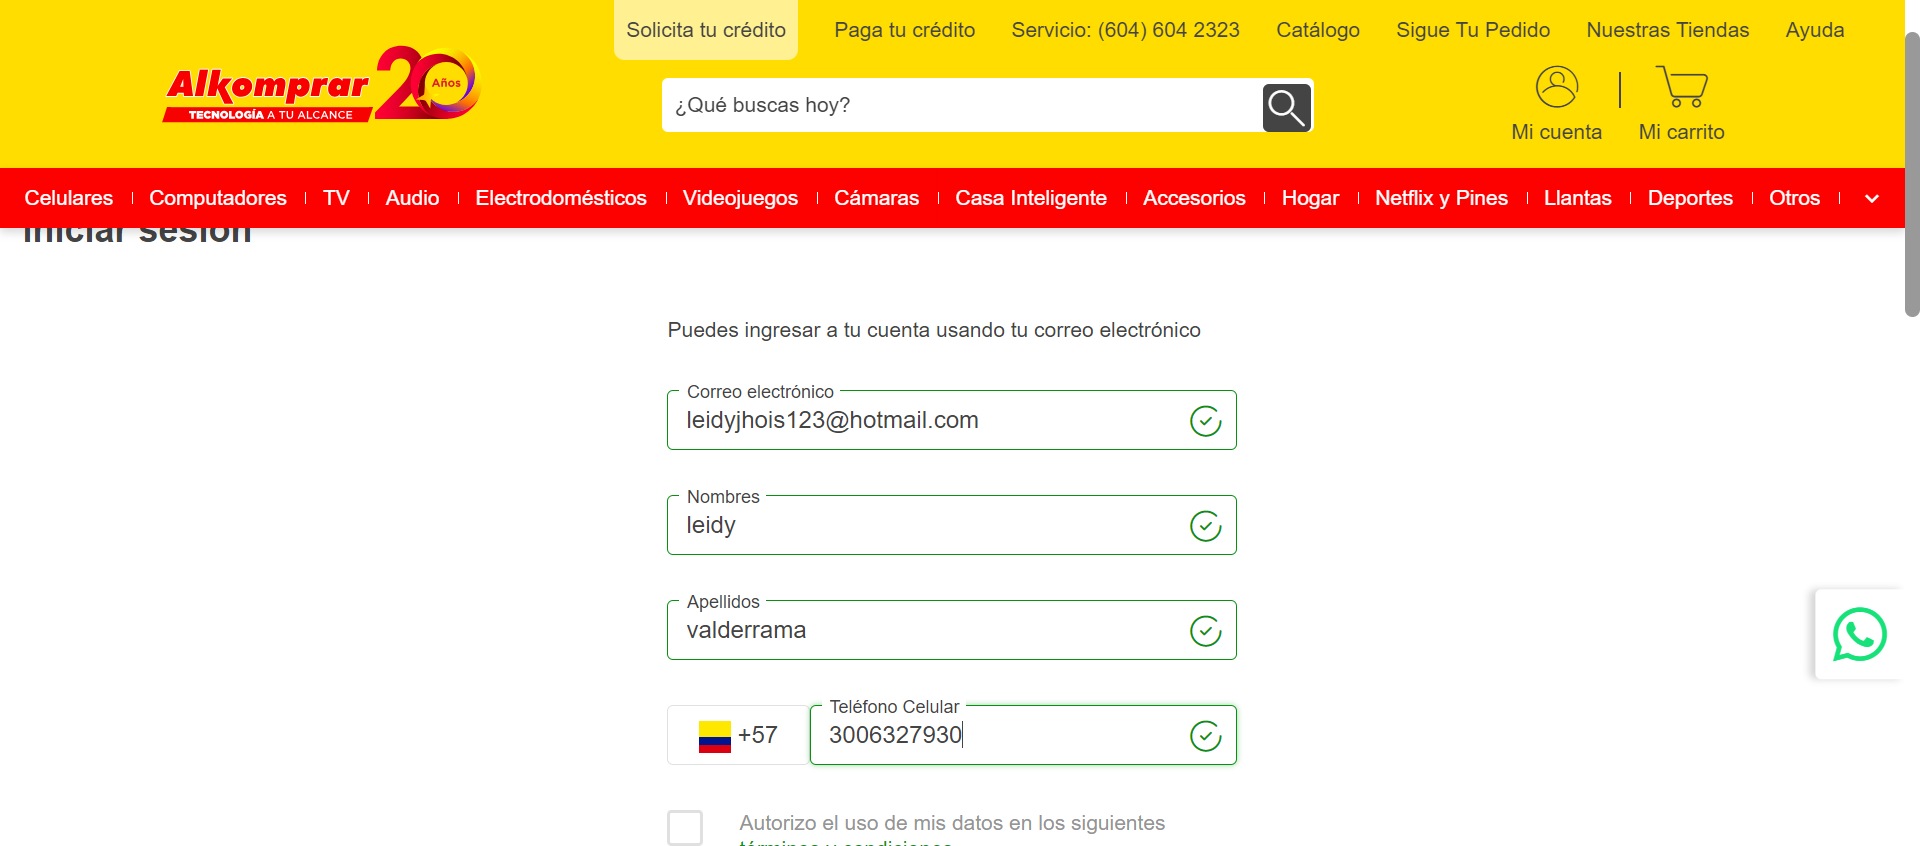 Solicita tu crédito
Paga tu crédito
Servicio: (604) 604 2323
Catálogo
Sigue Tu Pedido
Nuestras Tiendas
Ayuda
Alkomprar
TECNOLOGÍA A TU ALCANCE
20
Años
¿Qué buscas hoy?
Mi cuenta
Mi carrito
Celulares
Computadores
TV
Audio
Electrodomésticos
Videojuegos
Cámaras
Casa Inteligente
Accesorios
Hogar
Netflix y Pines
Llantas
Deportes
Otros
Iniciar sesión
Puedes ingresar a tu cuenta usando tu correo electrónico
Correo electrónico
leidyjhois123@hotmail.com
Nombres
leidy
Apellidos
valderrama
+57
Teléfono Celular
3006327930
Autorizo el uso de mis datos en los siguientes
términos y condiciones